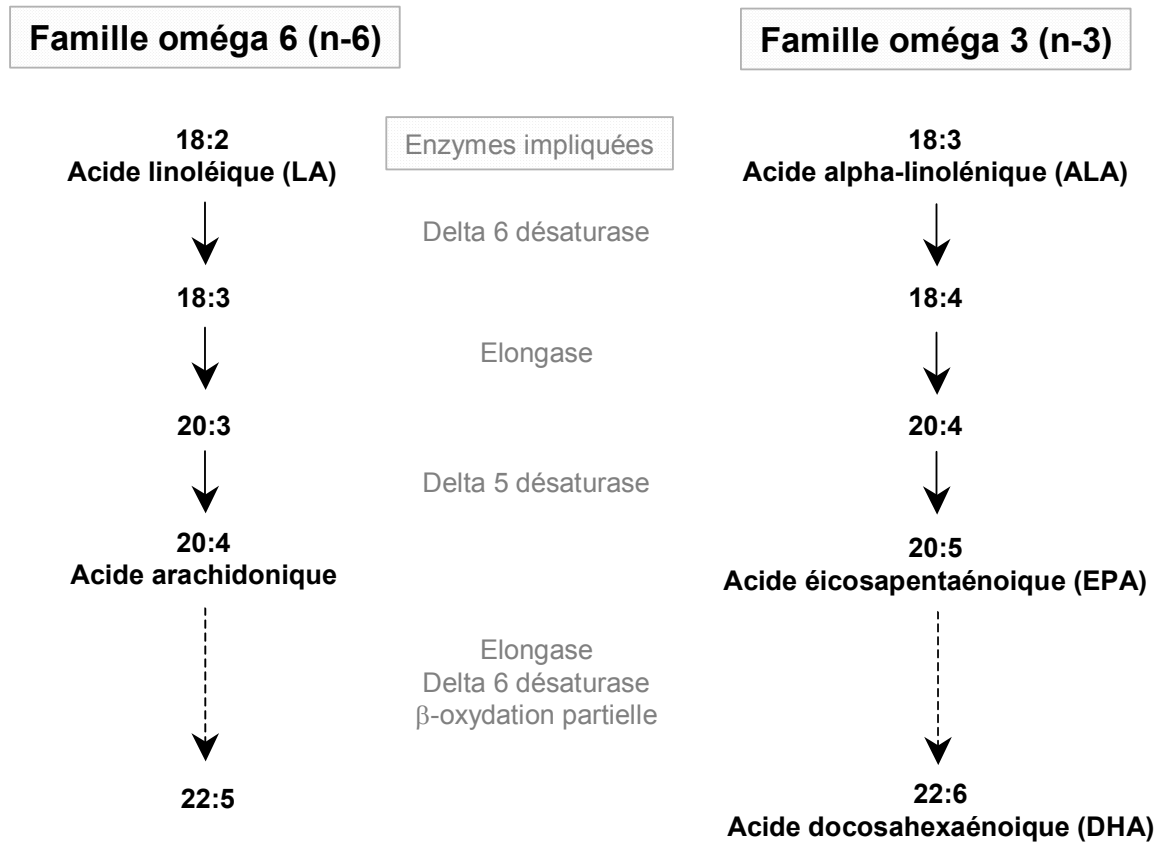 Famille oméga 6 (n-6)
Famille oméga 3 (n-3)
18:2
Acide linoléique (LA)
Enzymes impliquées
18:3
Acide alpha-linolénique (ALA)
Delta 6 désaturase
18:3
18:4
Elongase
20:3
20:4
Delta 5 désaturase
20:4
Acide arachidonique
20:5
Acide éicosapentaénoique (EPA)
Elongase
Delta 6 désaturase
β-oxydation partielle
22:5
22:6
Acide docosahexaénoique (DHA)